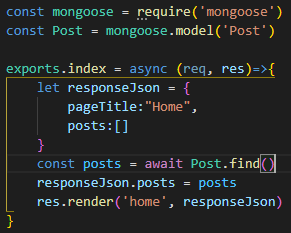 const mongoose = require('mongoose')
const Post = mongoose.model('Post')

exports.index = async (req, res)=>{
    let responseJson = {
        pageTitle:"Home",
        posts:[]
    }
    const posts = await Post.find()
    responseJson.posts = posts
    res.render('home', responseJson)
}